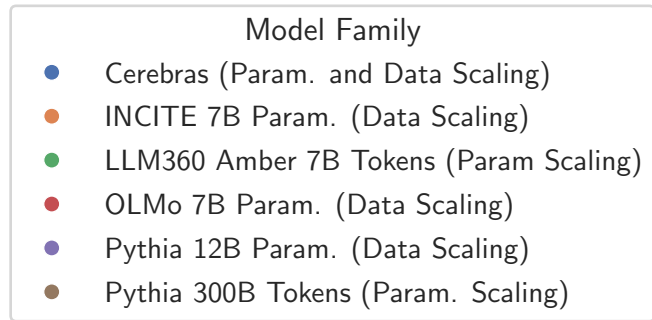 Model Family
Cerebras (Param. and Data Scaling)
INCITE 7B Param. (Data Scaling)
LLM360 Amber 7B Tokens (Param Scaling)
OLMo 7B Param. (Data Scaling)
Pythia 12B Param. (Data Scaling)
Pythia 300B Tokens (Param. Scaling)